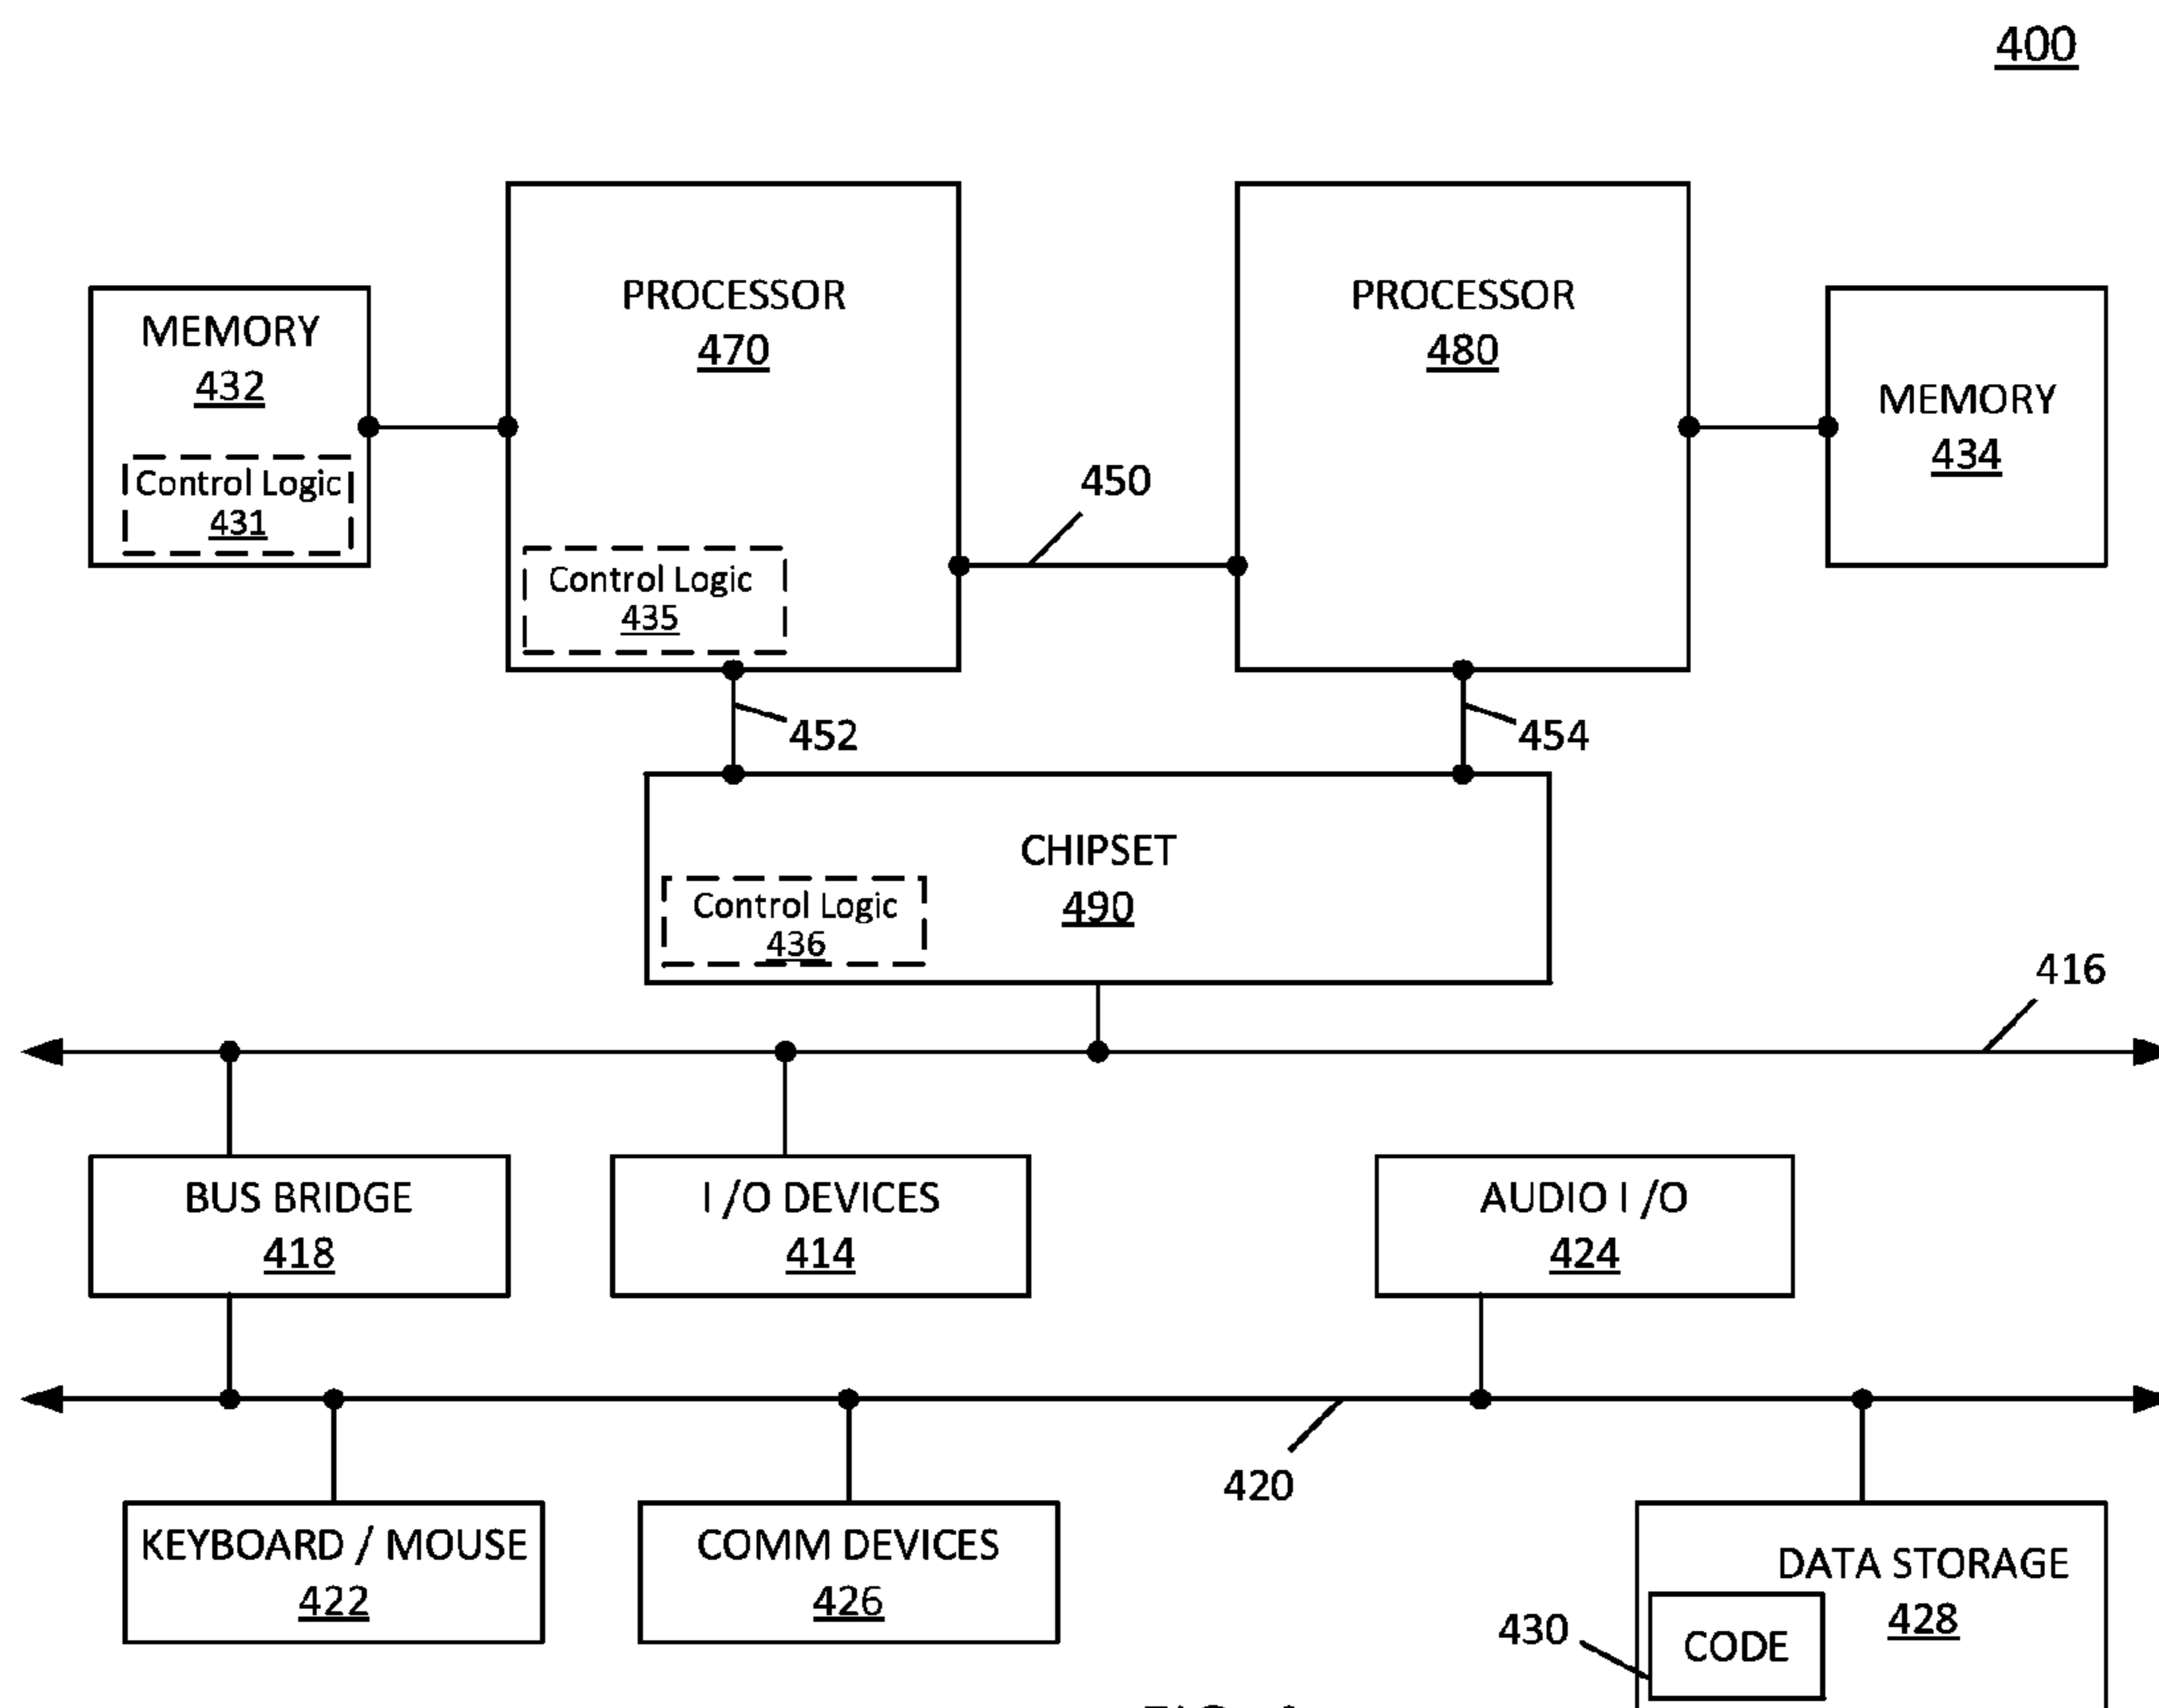 400
PROCESSOR
470
PROCESSOR
480
MEMORY
432
MEMORY
434
Control Logic
431
450
Control Logic
435
452
454
CHIPSET
490
Control Logic
436
416
BUS BRIDGE
418
I /O DEVICES
414
AUDIO I /O
424
420
KEYBOARD / MOUSE
422
COMM DEVICES
426
DATA STORAGE
428
430
CODE